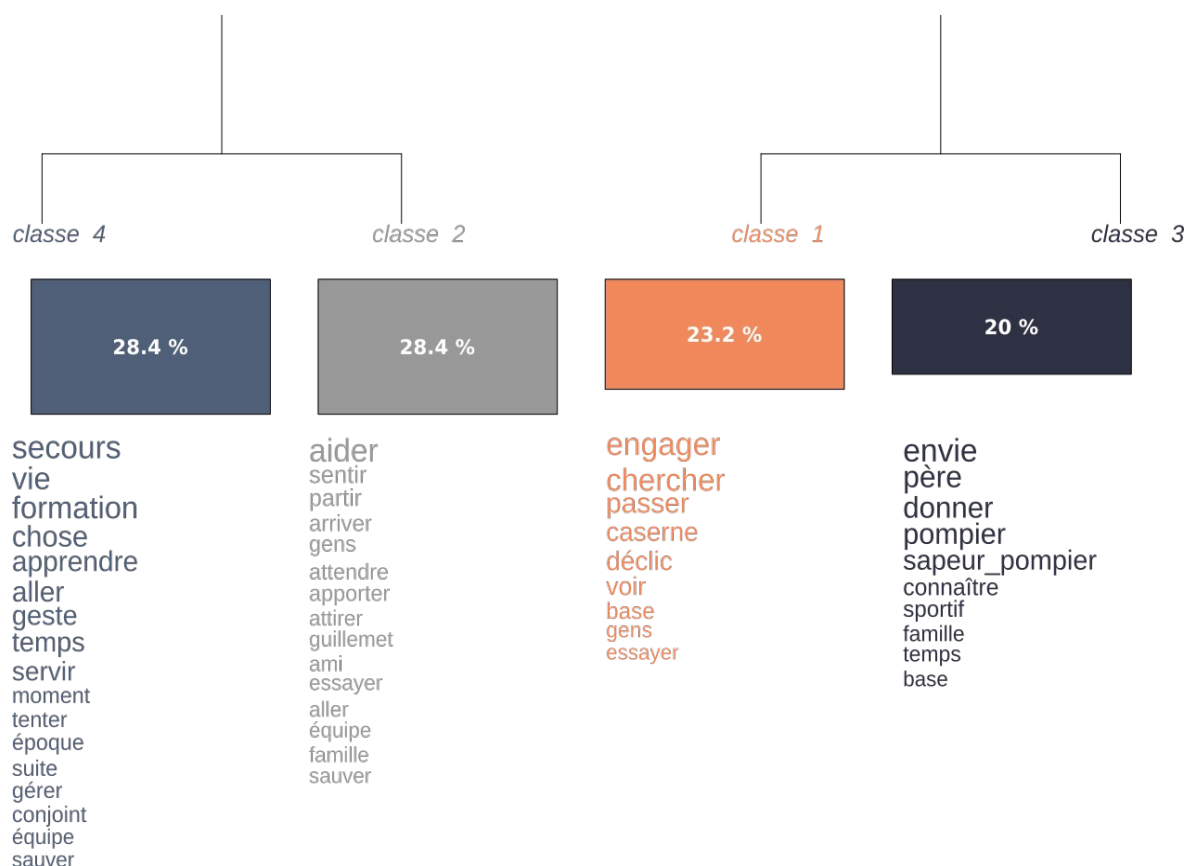 classe 4
classe 2
classe 1
classe 3
28.4 %
28.4 %
23.2 %
20 %
secours
vie
formation
chose
apprendre
aller
geste
temps
servir
moment
tenter
époque
suite
gérer
conjoint
équipe
sauver
aider
sentir
partir
arriver
gens
attendre
apporter
attirer
guillemet
ami
essayer
aller
équipe
famille
sauver
engager
chercher
passer
caserne
déclic
voir
base
gens
essayer
envie
père
donner
pompier
sapeur_pompier
connaître
sportif
famille
temps
base